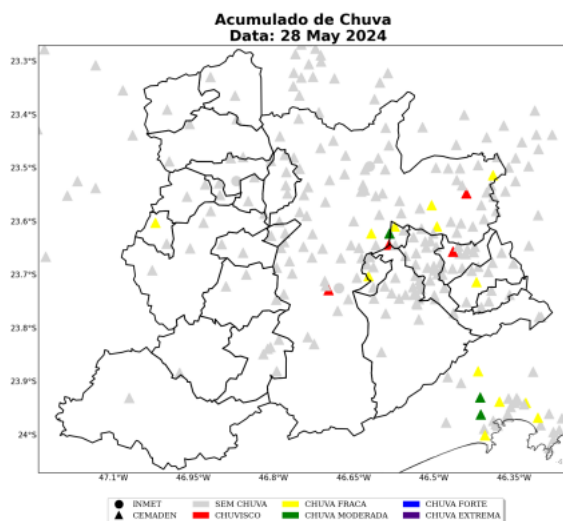 Acumulado de Chuva
Data: 28 May 2024
23.3°S
23.4°S
23.5°S
23.6°S
23.7°S
23.8°S
23.9°S
24°S
47.1°W
46.95°W
46.8°W
46.65°W
46.5°W
46.35°W
INMET SEM CHUVA CHUVA FRACA CHUVA FORTE
CEMADEN CHUVISCO CHUVA MODERADA CHUVA EXTREMA